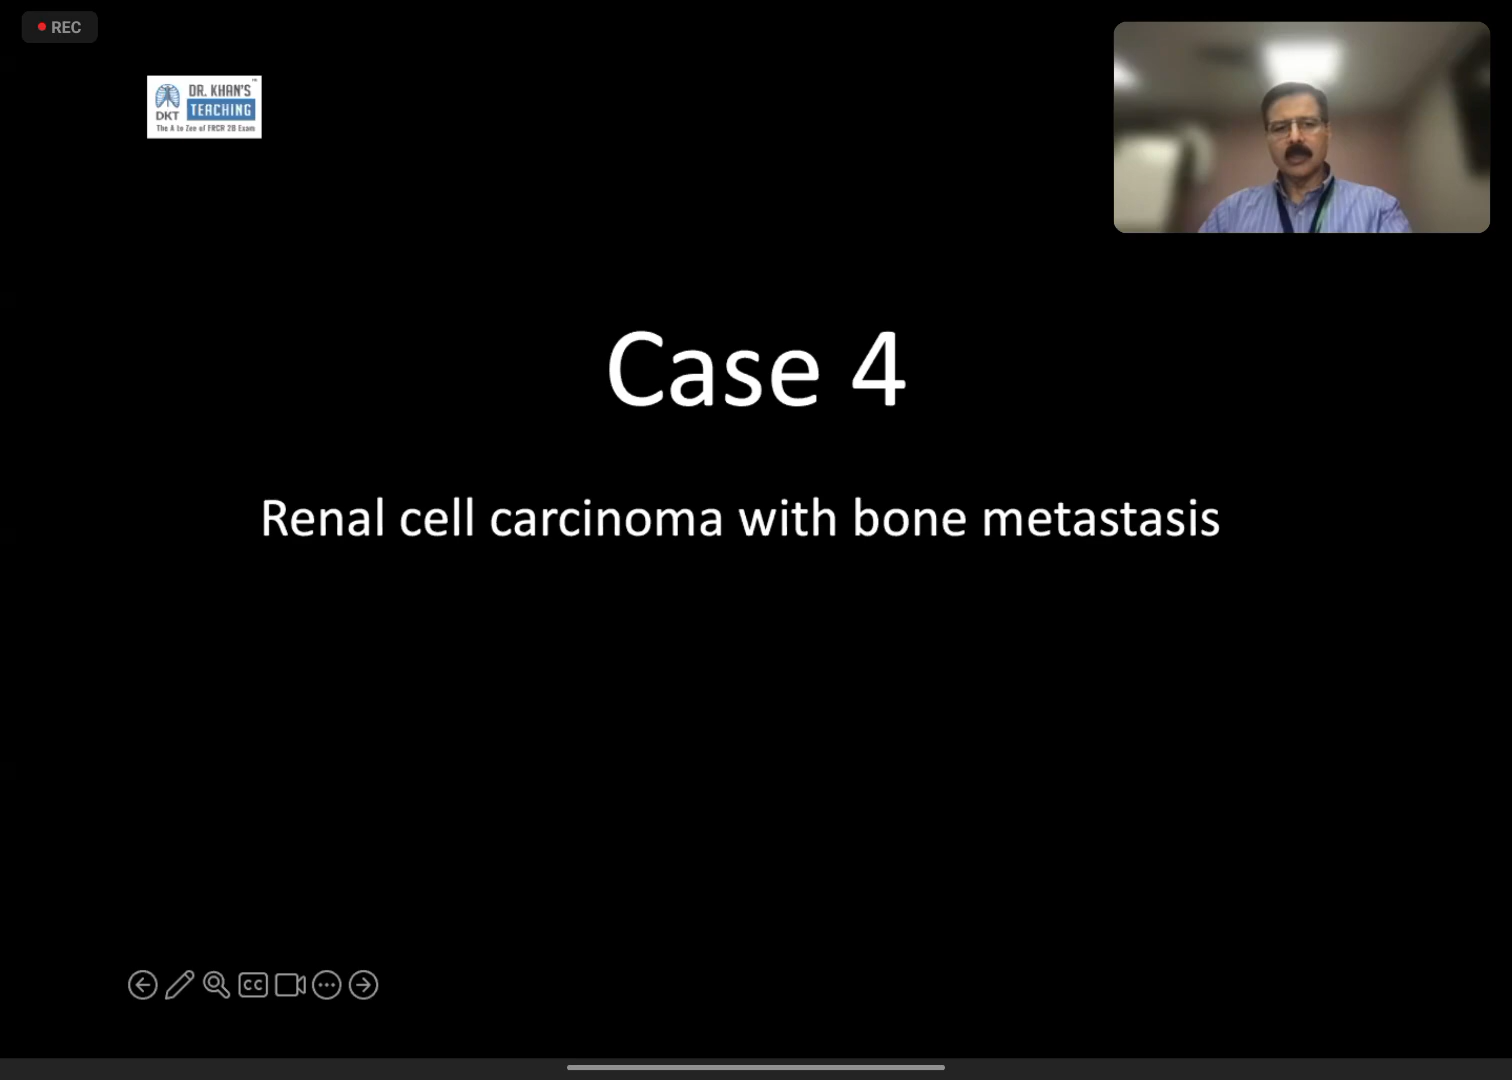 REC
DR. KHAN'S
DKT
TEACHING
The A to Zee of FRCR 2B Exam
Case 4
Renal cell carcinoma with bone metastasis
CC